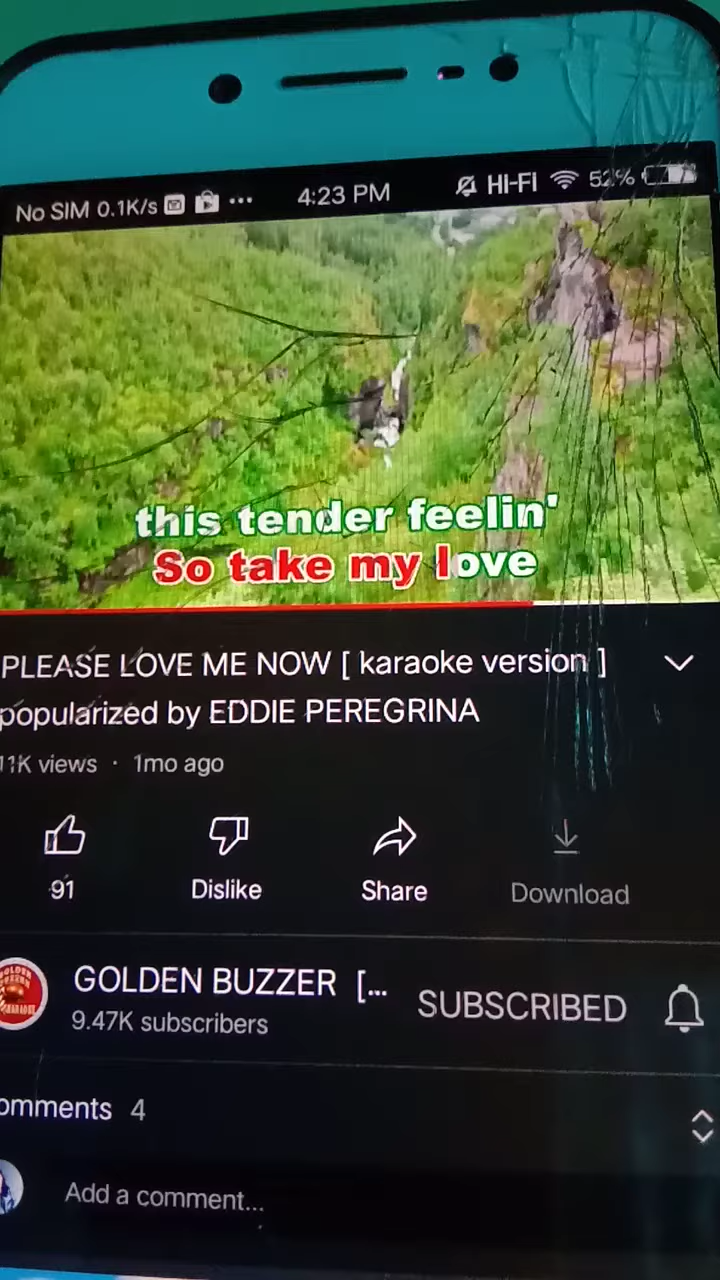 No SIM 0.1K/s ... 4:23 PM HI-FI 52%
this tender feelin'
So take my love
PLEASE LOVE ME NOW [ karaoke version ]
popularized by EDDIE PEREGRINA
11K views · 1mo ago
91 Dislike Share Download
GOLDEN BUZZER [...
9.47K subscribers
SUBSCRIBED
omments 4
Add a comment...